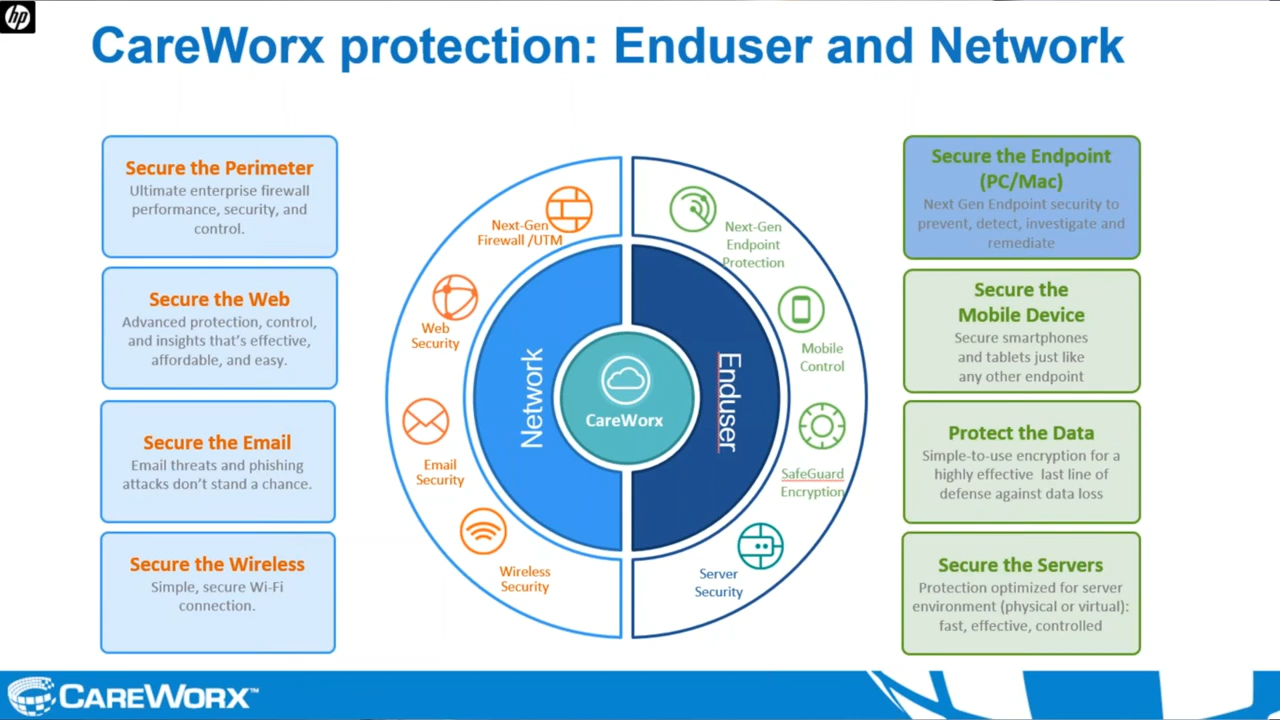 hp
CareWorx protection: Enduser and Network
Secure the Perimeter
Ultimate enterprise firewall
performance, security, and
control.
Secure the Web
Advanced protection, control,
and insights that's effective,
affordable, and easy.
Secure the Email
Email threats and phishing
attacks don't stand a chance.
Secure the Wireless
Simple, secure Wi-Fi
connection.
Next-Gen
Firewall /UTM
Web
Security
Email
Security
Wireless
Security
Network
CareWorx
Enduser
Next-Gen
Endpoint
Protection
Mobile
Control
SafeGuard
Encryption
Server
Security
Secure the Endpoint
(PC/Mac)
Next Gen Endpoint security to
prevent, detect, investigate and
remediate
Secure the
Mobile Device
Secure smartphones
and tablets just like
any other endpoint
Protect the Data
Simple-to-use encryption for a
highly effective last line of
defense against data loss
Secure the Servers
Protection optimized for server
environment (physical or virtual):
fast, effective, controlled
CAREWORX™